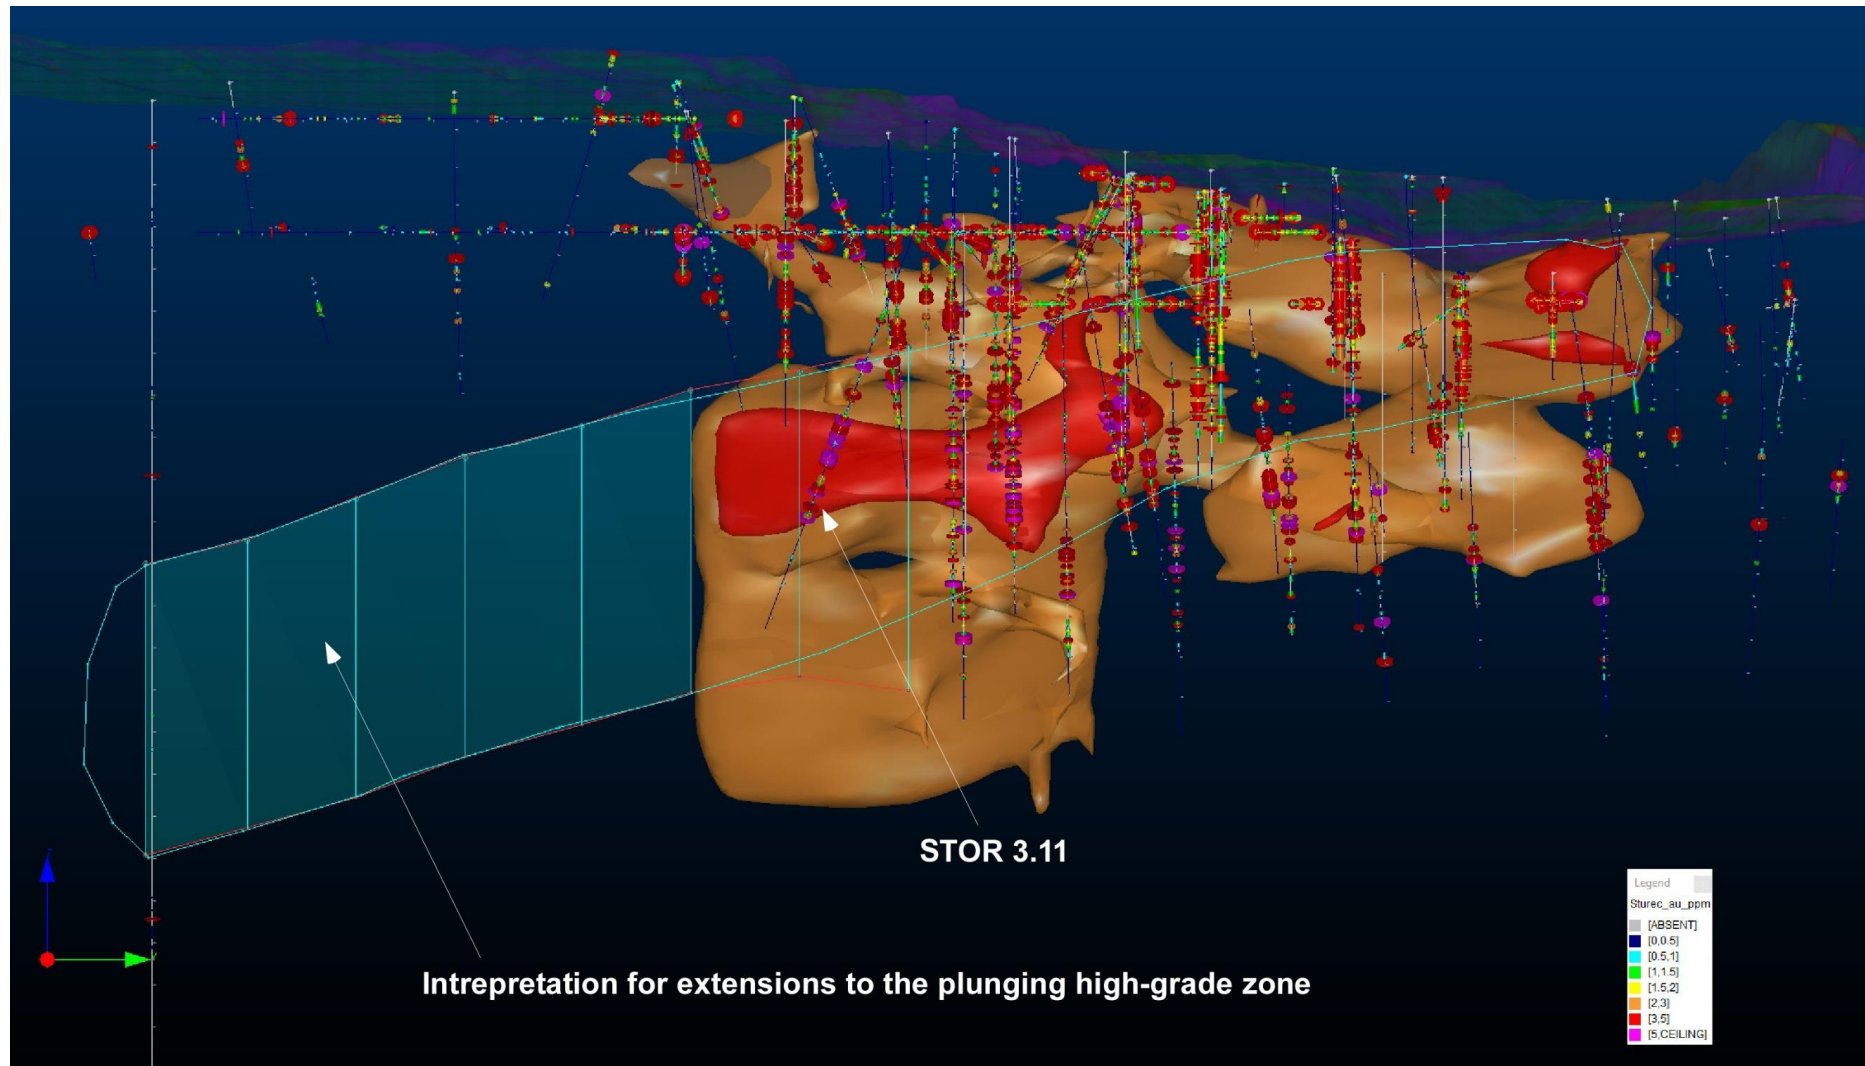 STOR 3.11
Intrepretation for extensions to the plunging high-grade zone
Legend
Sturec_au_ppm
[ABSENT]
[0,0.5]
[0.5,1]
[1,1.5]
[1.5,2]
[2,3]
[3,5]
[5,CEILING]